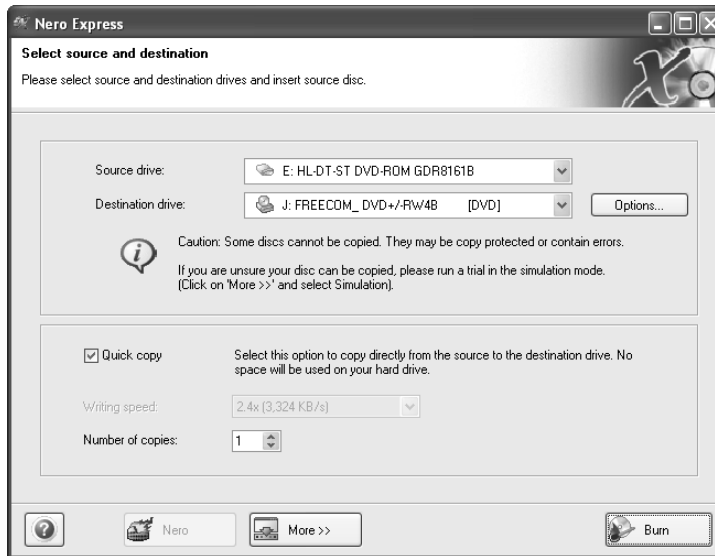 Nero Express
Select source and destination
Please select source and destination drives and insert source disc.
Source drive: E: HL-DT-ST DVD-ROM GDR8161B
Destination drive: J: FREECOM_ DVD+/-RW4B [DVD] Options...
Caution: Some discs cannot be copied. They may be copy protected or contain errors.
If you are unsure your disc can be copied, please run a trial in the simulation mode.
(Click on 'More >>' and select Simulation).
Quick copy Select this option to copy directly from the source to the destination drive. No
space will be used on your hard drive.
Writing speed: 2.4x (3,324 KB/s)
Number of copies: 1
Nero More >> Burn